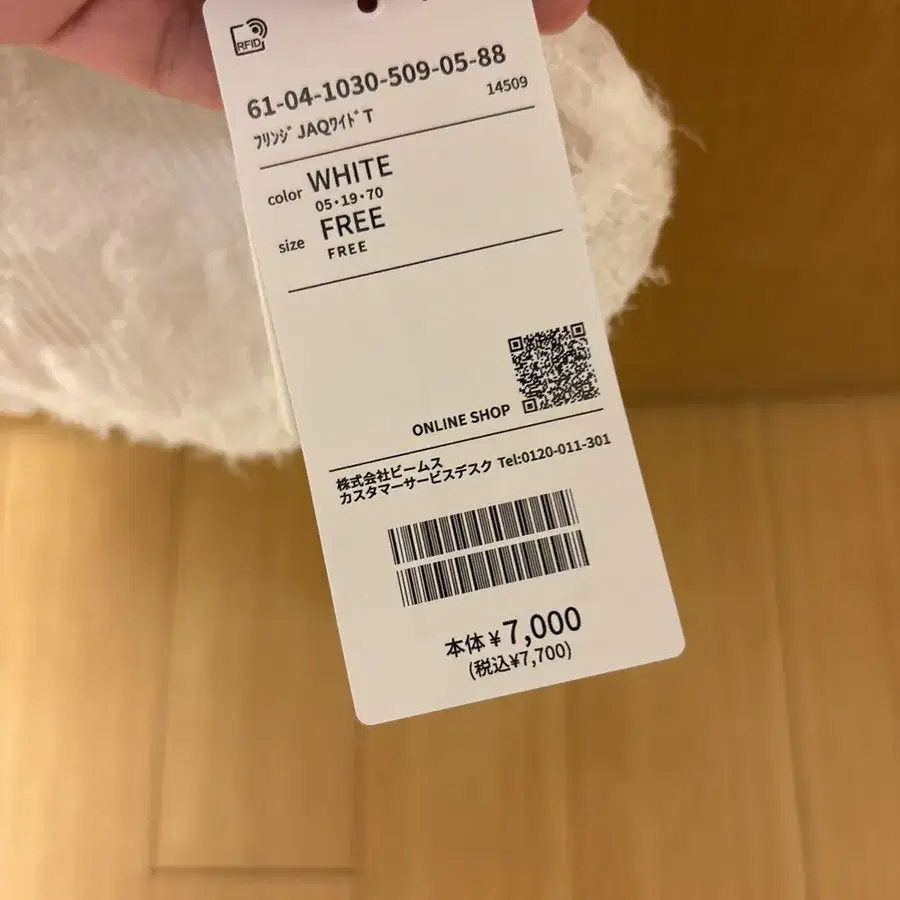 RFID
61-04-1030-509-05-88
14509
ﾌﾘﾝｼﾞ JAQﾜｲﾄﾞT
color WHITE
05・19・70
size FREE
FREE
ONLINE SHOP
株式会社ビームス
カスタマーサービスデスク Tel:0120-011-301
本体¥7,000
(税込¥7,700)